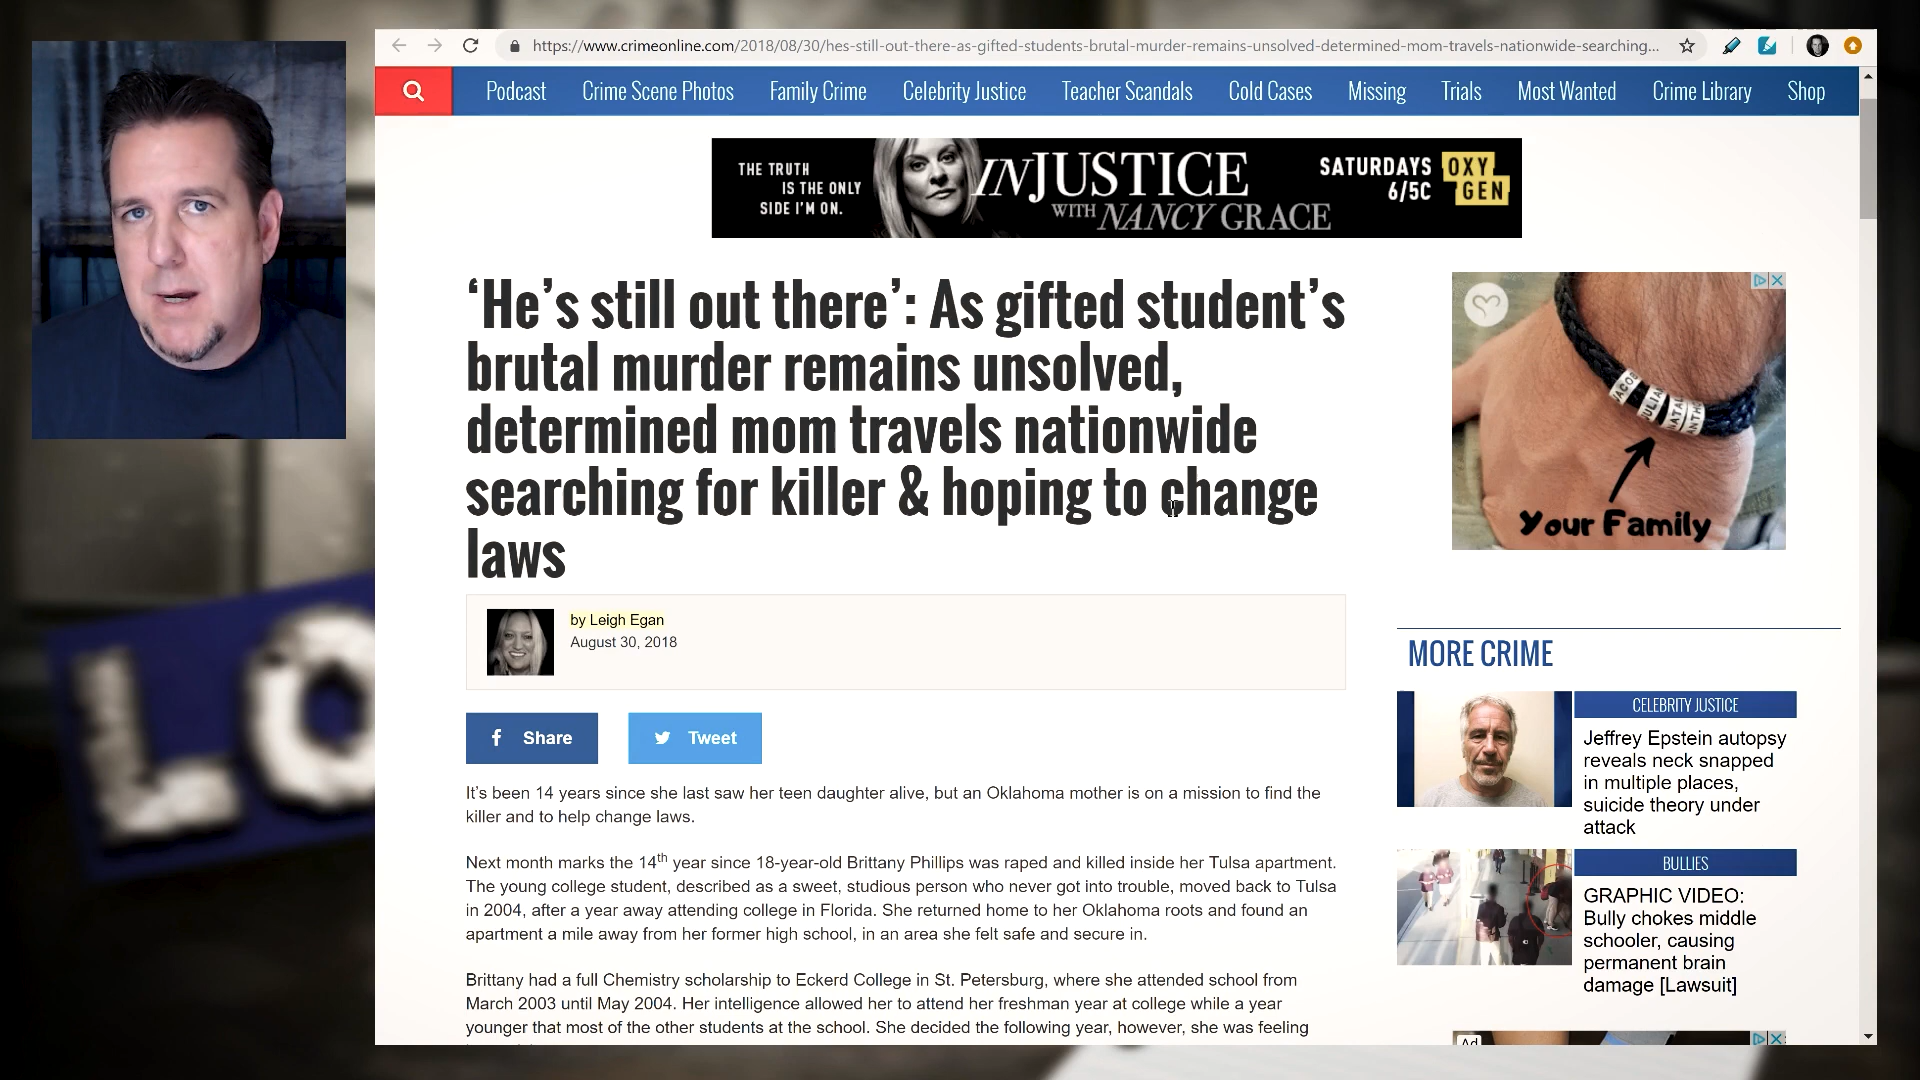 https://www.crimeonline.com/2018/08/30/hes-still-out-there-as-gifted-students-brutal-murder-remains-unsolved-determined-mom-travels-nationwide-searching...
Podcast Crime Scene Photos Family Crime Celebrity Justice Teacher Scandals Cold Cases Missing Trials Most Wanted Crime Library Shop
THE TRUTH
IS THE ONLY
SIDE I'M ON.
INJUSTICE
WITH NANCY GRACE
SATURDAYS
6/5C
OXY
GEN
‘He’s still out there’: As gifted student’s
brutal murder remains unsolved,
determined mom travels nationwide
searching for killer & hoping to change
laws
by Leigh Egan
August 30, 2018
Share Tweet
It’s been 14 years since she last saw her teen daughter alive, but an Oklahoma mother is on a mission to find the
killer and to help change laws.
Next month marks the 14th year since 18-year-old Brittany Phillips was raped and killed inside her Tulsa apartment.
The young college student, described as a sweet, studious person who never got into trouble, moved back to Tulsa
in 2004, after a year away attending college in Florida. She returned home to her Oklahoma roots and found an
apartment a mile away from her former high school, in an area she felt safe and secure in.
Brittany had a full Chemistry scholarship to Eckerd College in St. Petersburg, where she attended school from
March 2003 until May 2004. Her intelligence allowed her to attend her freshman year at college while a year
younger that most of the other students at the school. She decided the following year, however, she was feeling
Your Family
MORE CRIME
CELEBRITY JUSTICE
Jeffrey Epstein autopsy
reveals neck snapped
in multiple places,
suicide theory under
attack
BULLIES
GRAPHIC VIDEO:
Bully chokes middle
schooler, causing
permanent brain
damage [Lawsuit]
Ad
LO